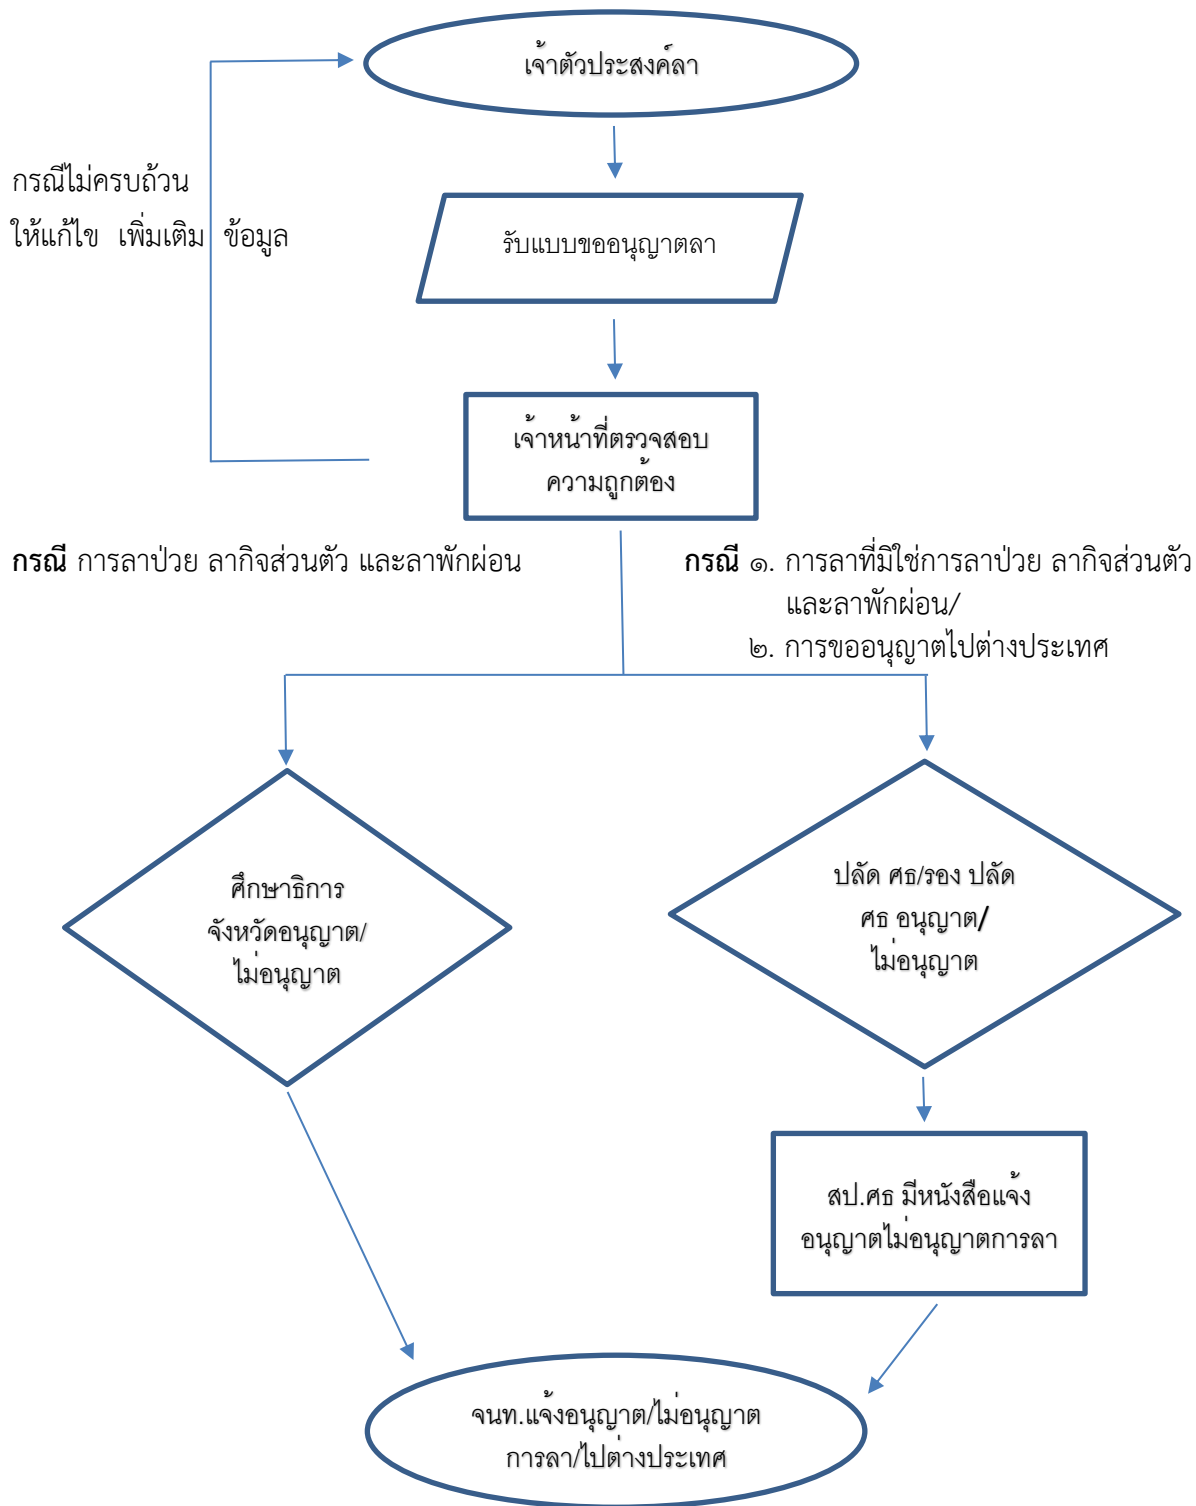 เจ้าตัวประสงค์ลา
กรณีไม่ครบถ้วน
ให้แก้ไข เพิ่มเติม ข้อมูล
รับแบบขออนุญาตลา
เจ้าหน้าที่ตรวจสอบ
ความถูกต้อง
กรณี การลาป่วย ลากิจส่วนตัว และลาพักผ่อน
กรณี ๑. การลาที่มิใช่การลาป่วย ลากิจส่วนตัว
และลาพักผ่อน/
๒. การขออนุญาตไปต่างประเทศ
ศึกษาธิการ
จังหวัดอนุญาต/
ไม่อนุญาต
ปลัด ศธ/รอง ปลัด
ศธ อนุญาต/
ไม่อนุญาต
สป.ศธ มีหนังสือแจ้ง
อนุญาตไม่อนุญาตการลา
จนท.แจ้งอนุญาต/ไม่อนุญาต
การลา/ไปต่างประเทศ